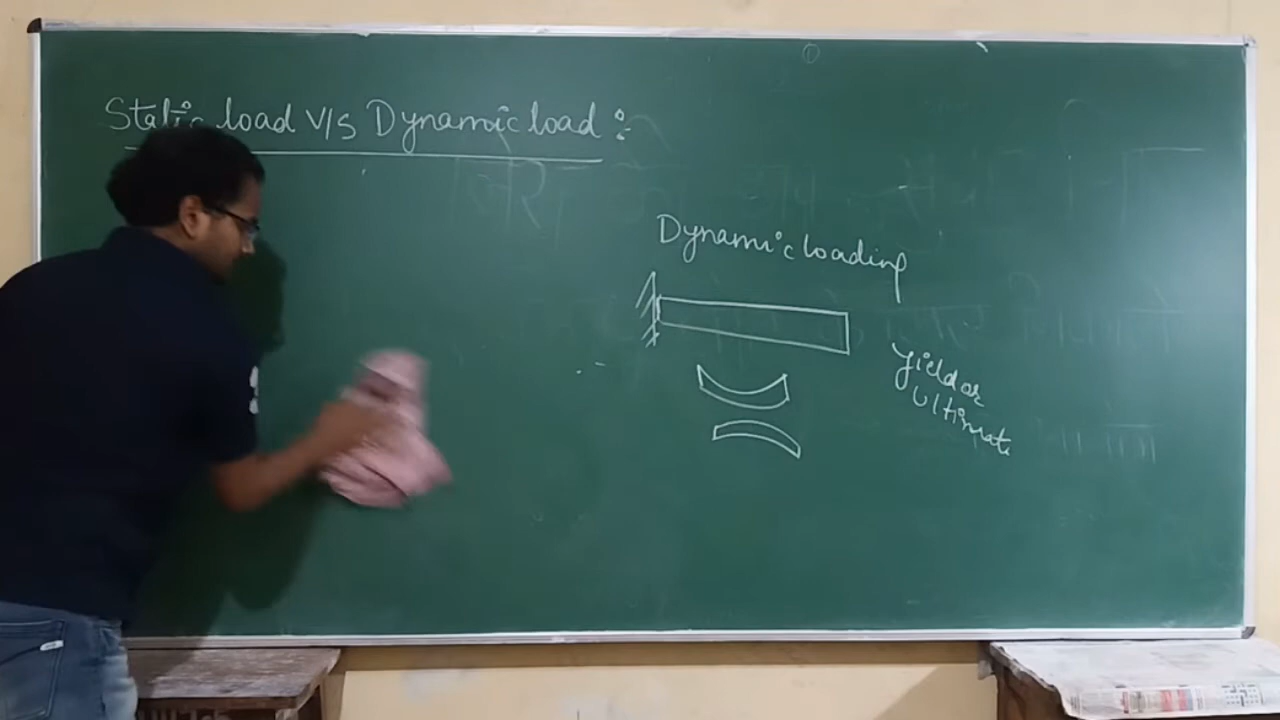 Static load V/s Dynamic load :-
Dynamic loading
Yield or
Ultimate